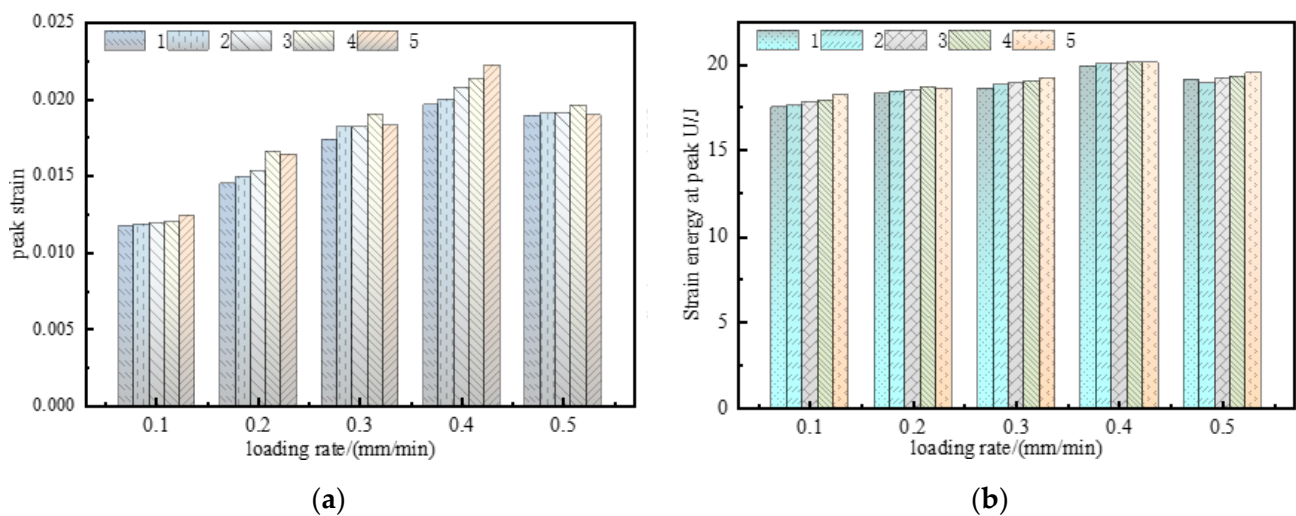 0.025
0.020
0.015
0.010
0.005
0.000
peak strain
1 2 3 4 5
0.1 0.2 0.3 0.4 0.5
loading rate/(mm/min)
(a)
20
15
10
5
0
Strain energy at peak U/J
1 2 3 4 5
0.1 0.2 0.3 0.4 0.5
loading rate/(mm/min)
(b)